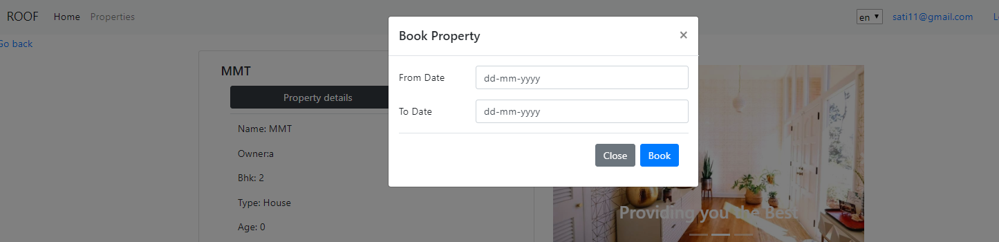 ROOF Home Properties en sati11@gmail.com
Go back
Book Property ×
From Date dd-mm-yyyy
To Date dd-mm-yyyy
Close Book
MMT
Property details
Name: MMT
Owner:a
Bhk: 2
Type: House
Age: 0
Providing you the Best